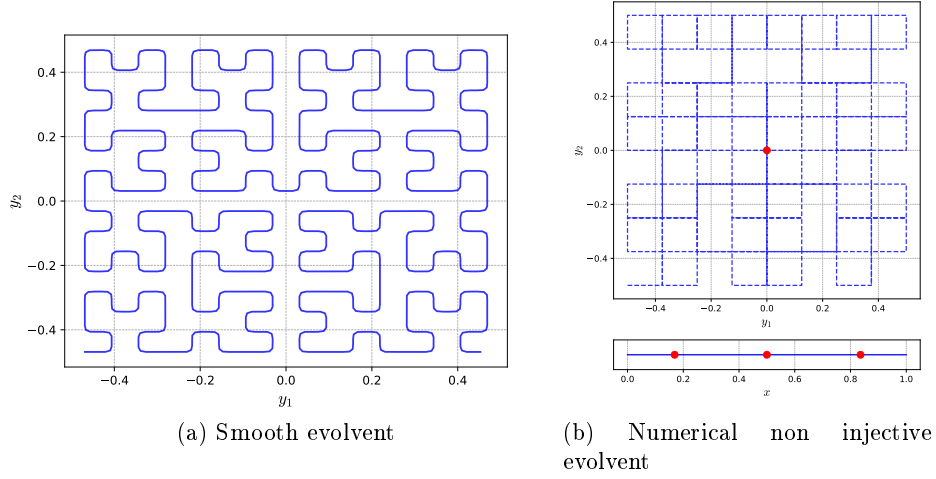 0.4
0.2
0.0
−0.2
−0.4
y2
−0.4 −0.2 0.0 0.2 0.4
y1
(a) Smooth evolvent
0.4
0.2
0.0
−0.2
−0.4
y2
−0.4 −0.2 0.0 0.2 0.4
y1
0.0 0.2 0.4 0.6 0.8 1.0
x
(b) Numerical non injective
evolvent